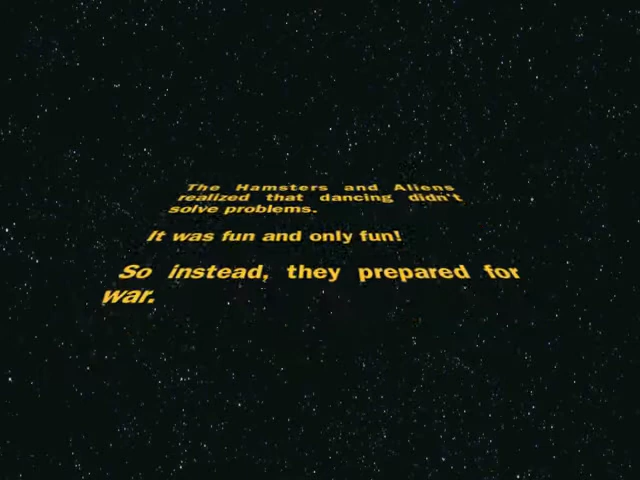 The Hamsters and Aliens
realized that dancing didn't
solve problems.
It was fun and only fun!
So instead, they prepared for
war.